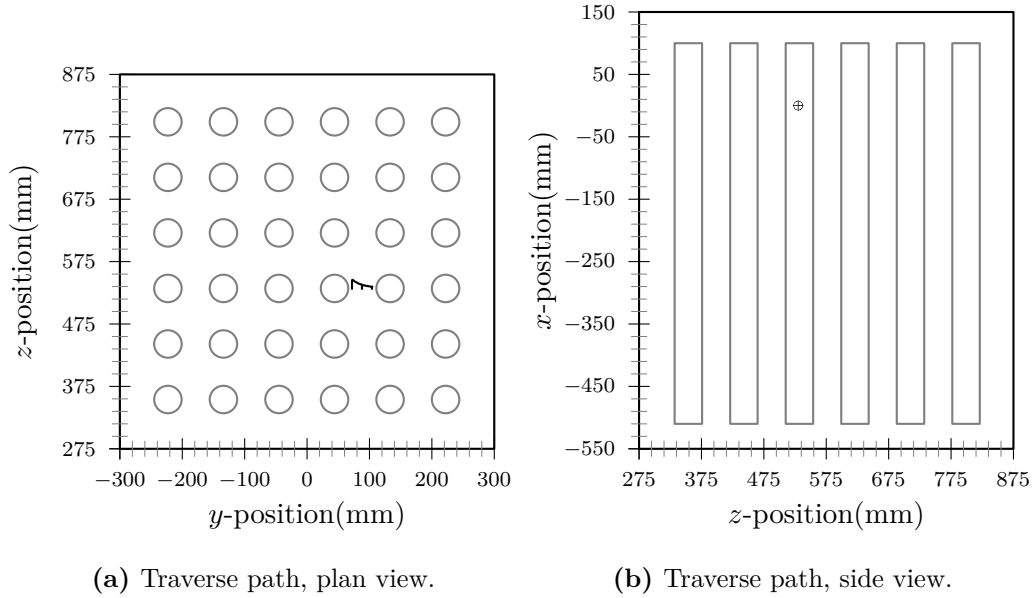 875
775
675
575
475
375
275
−300 −200 −100 0 100 200 300
z-position(mm)
y-position(mm)
(a) Traverse path, plan view.
150
50
−50
−150
−250
−350
−450
−550
275 375 475 575 675 775 875
x-position(mm)
z-position(mm)
(b) Traverse path, side view.